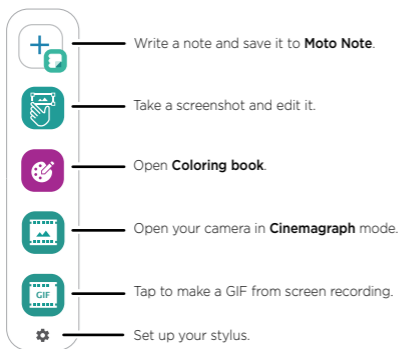 Write a note and save it to Moto Note.
Take a screenshot and edit it.
Open Coloring book.
Open your camera in Cinemagraph mode.
GIF
Tap to make a GIF from screen recording.
Set up your stylus.